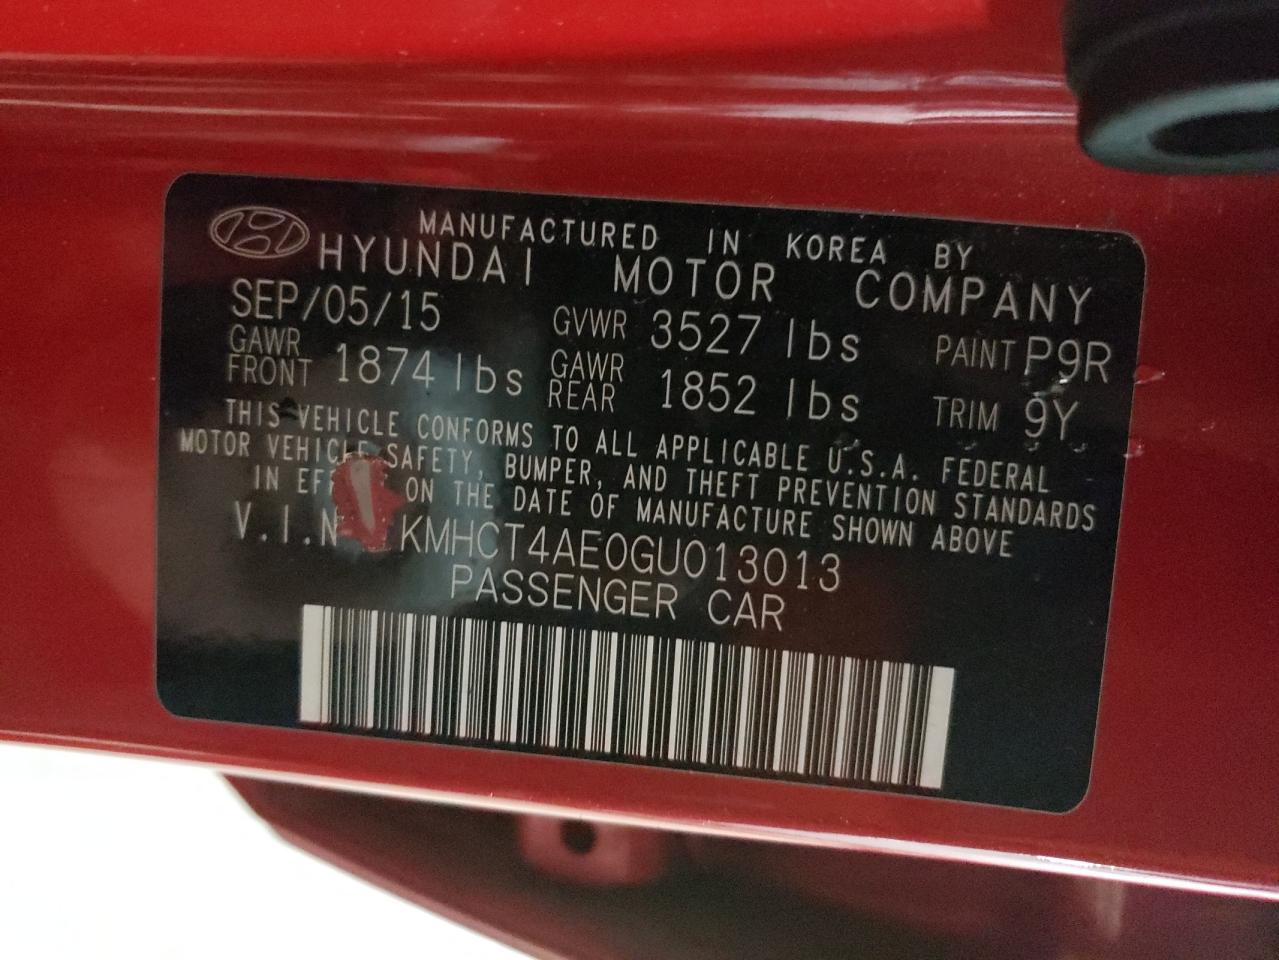 MANUFACTURED IN KOREA BY
HYUNDAI MOTOR COMPANY
SEP/05/15 GVWR 3527 lbs PAINT P9R
GAWR FRONT 1874 lbs GAWR REAR 1852 lbs TRIM 9Y
THIS VEHICLE CONFORMS TO ALL APPLICABLE U.S.A. FEDERAL
MOTOR VEHICLE SAFETY, BUMPER, AND THEFT PREVENTION STANDARDS
IN ON THE DATE OF MANUFACTURE SHOWN ABOVE
V.I.N KMHCT4AE0GU013013
PASSENGER CAR